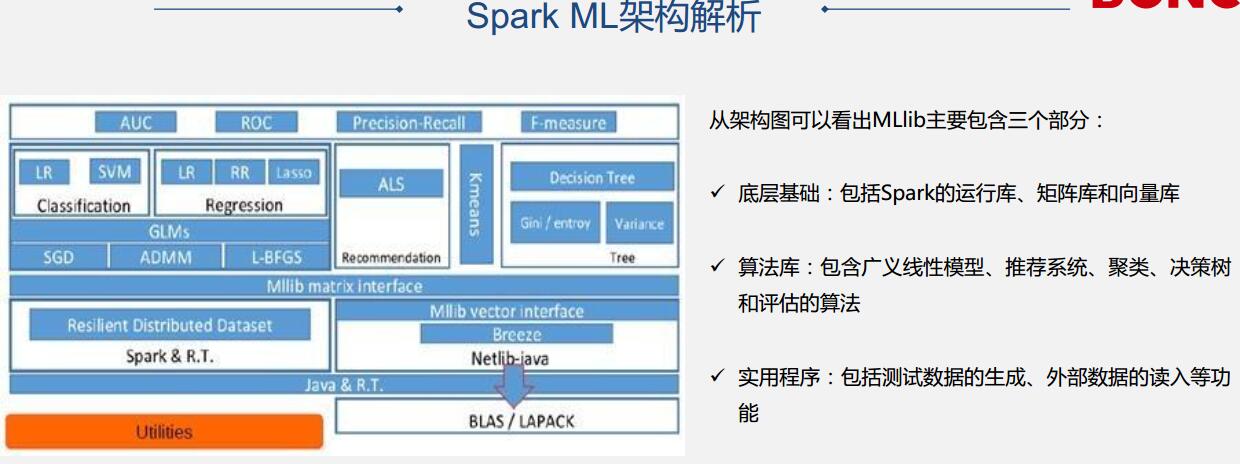 Spark ML架构解析
AUC ROC Precision-Recall F-measure
LR SVM
Classification
LR RR Lasso
Regression
GLMs
SGD ADMM L-BFGS
ALS
Recommendation
Kmeans
Decision Tree
Gini / entroy Variance
Tree
Mllib matrix interface
Resilient Distributed Dataset
Spark & R.T.
Mllib vector interface
Breeze
Netlib-java
Java & R.T.
BLAS / LAPACK
Utilities
从架构图可以看出MLlib主要包含三个部分：
✓ 底层基础：包括Spark的运行库、矩阵库和向量库
✓ 算法库：包含广义线性模型、推荐系统、聚类、决策树
和评估的算法
✓ 实用程序：包括测试数据的生成、外部数据的读入等功
能